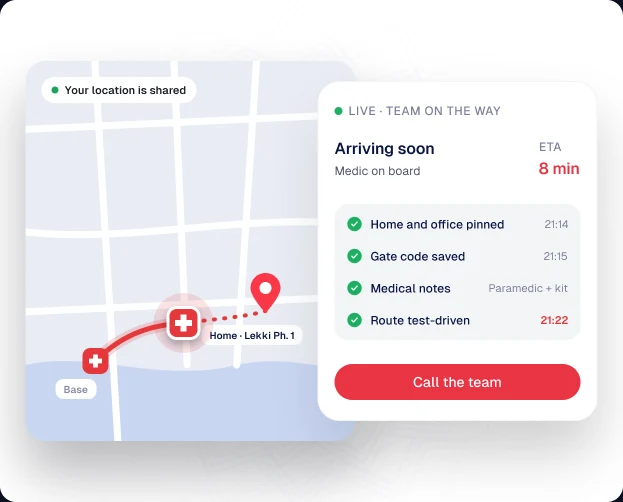 Your location is shared
Home · Lekki Ph. 1
Base
LIVE · TEAM ON THE WAY
Arriving soon
ETA
Medic on board
8 min
Home and office pinned 21:14
Gate code saved 21:15
Medical notes Paramedic + kit
Route test-driven 21:22
Call the team